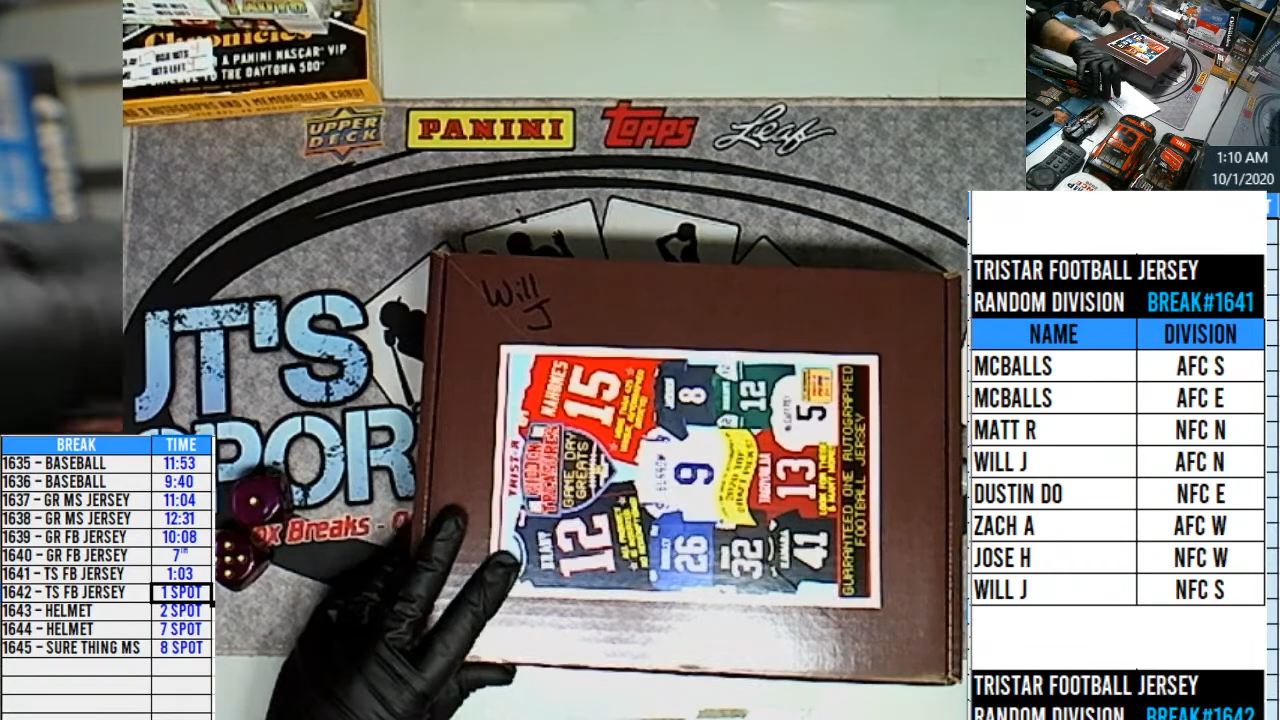 Chronicles
A PANINI NASCAR VIP
TO THE DAYTONA 500
UPPER DECK
PANINI
TOPPS
Leaf
1:10 AM
10/1/2020
JT'S
Will J
TRISTAR
HIDDEN TREASURES
GAME DAY GREATS
MAHOMES
15
8
12
5
BURROW
9
13
12
26
32
41
GUARANTEED ONE AUTOGRAPHED FOOTBALL JERSEY
BREAK TIME
1635 – BASEBALL 11:53
1636 – BASEBALL 9:40
1637 – GR MS JERSEY 11:04
1638 – GR MS JERSEY 12:31
1639 – GR FB JERSEY 10:08
1640 – GR FB JERSEY 7TH
1641 – TS FB JERSEY 1:03
1642 – TS FB JERSEY 1 SPOT
1643 – HELMET 2 SPOT
1644 – HELMET 7 SPOT
1645 – SURE THING MS 8 SPOT
TRISTAR FOOTBALL JERSEY
RANDOM DIVISION BREAK#1641
NAME DIVISION
MCBALLS AFC S
MCBALLS AFC E
MATT R NFC N
WILL J AFC N
DUSTIN DO NFC E
ZACH A AFC W
JOSE H NFC W
WILL J NFC S
TRISTAR FOOTBALL JERSEY
RANDOM DIVISION BREAK#1642